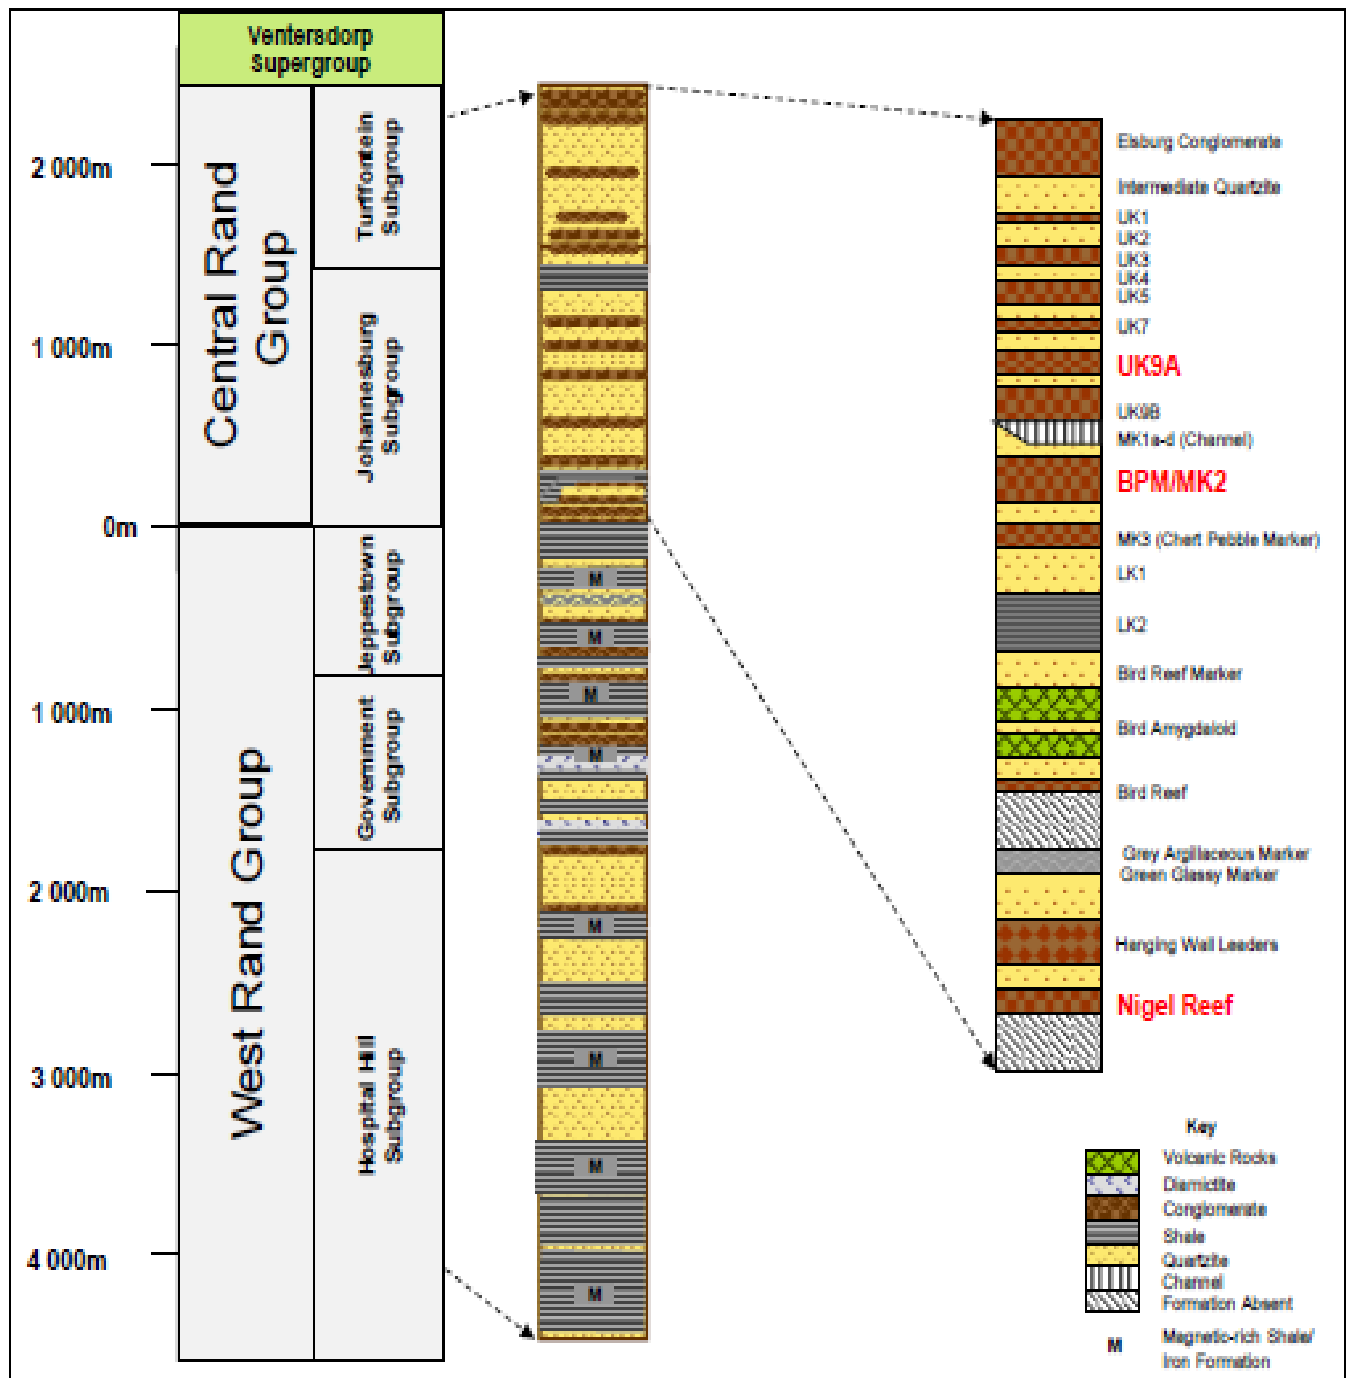 Ventersdorp
Supergroup
Central Rand
Group
West Rand Group
Turffontein
Subgroup
Johannesburg
Subgroup
Jeppestown
Subgroup
Government
Subgroup
Hospital Hill
Subgroup
2 000m
1 000m
0m
1 000m
2 000m
3 000m
4 000m
M
M
M
M
M
M
M
M
Elsburg Conglomerate
Intermediate Quartzite
UK1
UK2
UK3
UK4
UK5
UK7
UK9A
UK9B
MK1a-d (Channel)
BPM/MK2
MK3 (Chert Pebble Marker)
LK1
LK2
Bird Reef Marker
Bird Amygdaloid
Bird Reef
Grey Argillaceous Marker
Green Glassy Marker
Hanging Wall Leaders
Nigel Reef
Key
Volcanic Rocks
Diamictite
Conglomerate
Shale
Quartzite
Channel
Formation Absent
M Magnetic-rich Shale/
Iron Formation